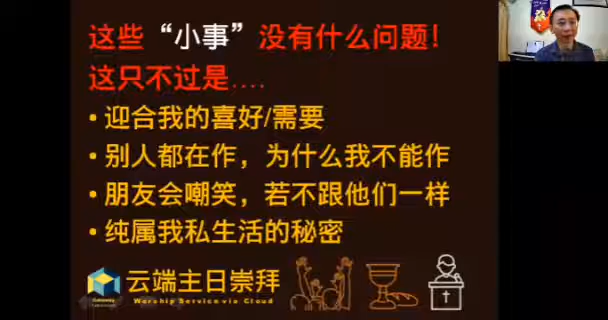 这些“小事”没有什么问题！
这只不过是....
• 迎合我的喜好/需要
• 别人都在作，为什么我不能作
• 朋友会嘲笑，若不跟他们一样
• 纯属我私生活的秘密
云端主日崇拜
Worship Service via Cloud